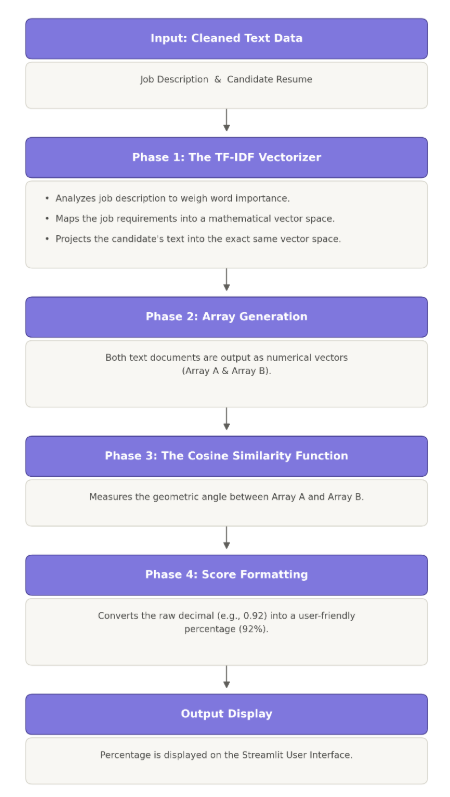 Input: Cleaned Text Data
Job Description & Candidate Resume
Phase 1: The TF-IDF Vectorizer
• Analyzes job description to weigh word importance.
• Maps the job requirements into a mathematical vector space.
• Projects the candidate's text into the exact same vector space.
Phase 2: Array Generation
Both text documents are output as numerical vectors
(Array A & Array B).
Phase 3: The Cosine Similarity Function
Measures the geometric angle between Array A and Array B.
Phase 4: Score Formatting
Converts the raw decimal (e.g., 0.92) into a user-friendly
percentage (92%).
Output Display
Percentage is displayed on the Streamlit User Interface.